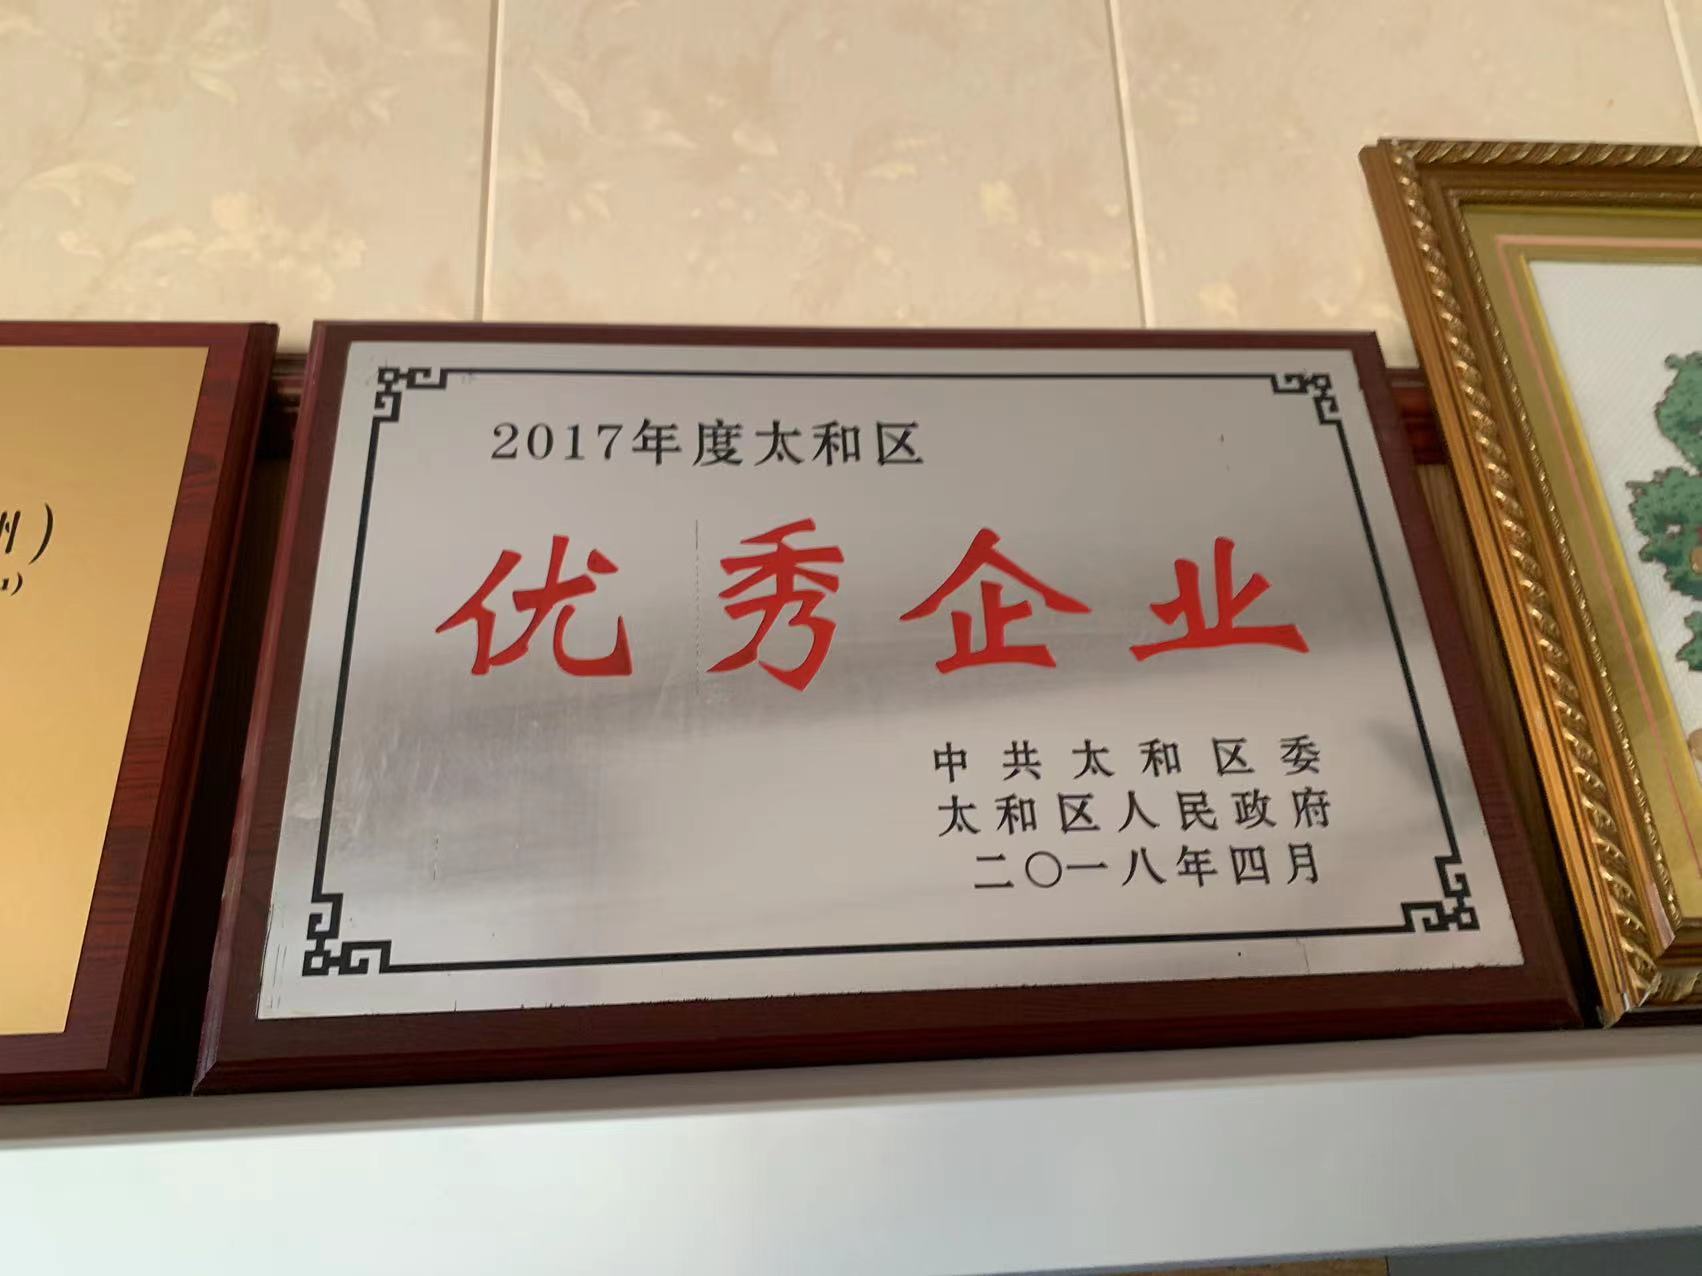 2017年度太和区
优秀企业
中共太和区委
太和区人民政府
二〇一八年四月